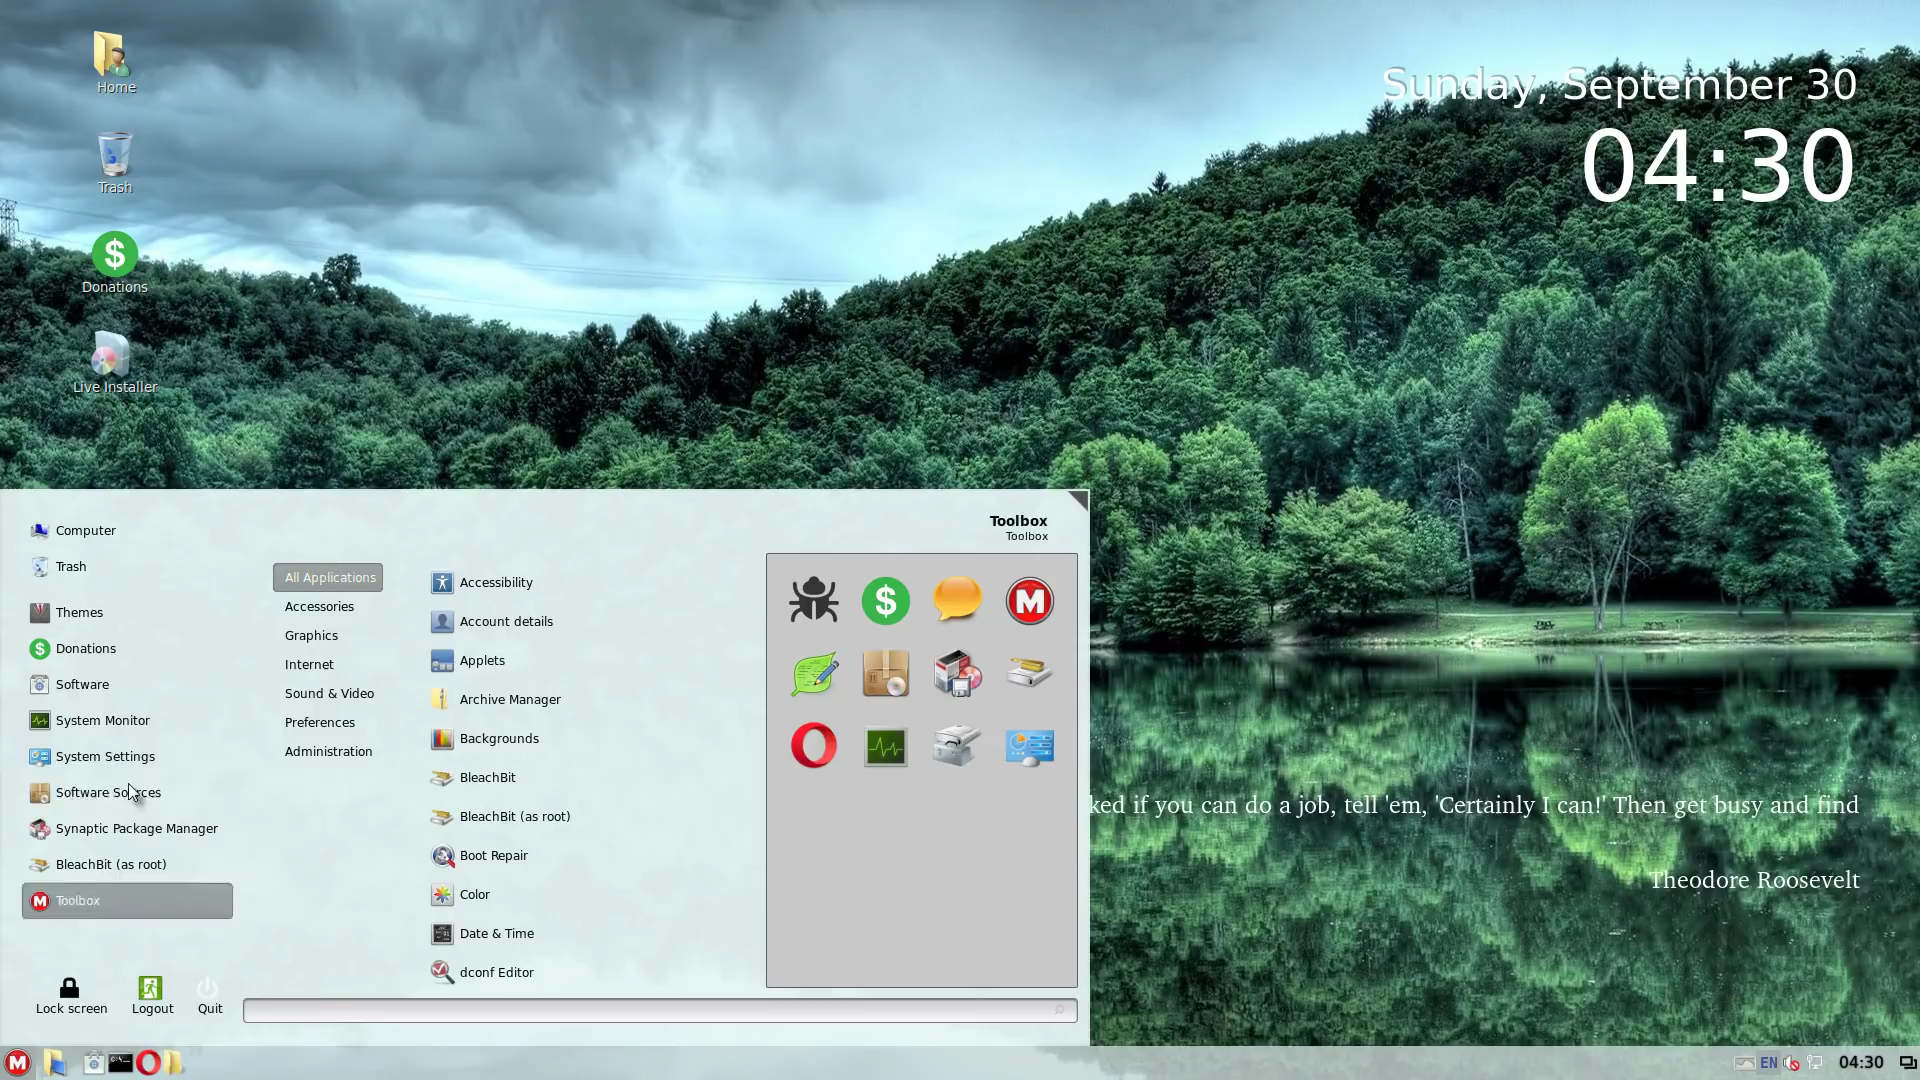 Home
Trash
Donations
Live Installer
Sunday, September 30
04:30
Computer
Trash
Themes
Donations
Software
System Monitor
System Settings
Software Sources
Synaptic Package Manager
BleachBit (as root)
Toolbox
Lock screen
Logout
Quit
All Applications
Accessories
Graphics
Internet
Sound & Video
Preferences
Administration
Accessibility
Account details
Applets
Archive Manager
Backgrounds
BleachBit
BleachBit (as root)
Boot Repair
Color
Date & Time
dconf Editor
Toolbox
Toolbox
ked if you can do a job, tell 'em, 'Certainly I can!' Then get busy and find
Theodore Roosevelt
EN
04:30